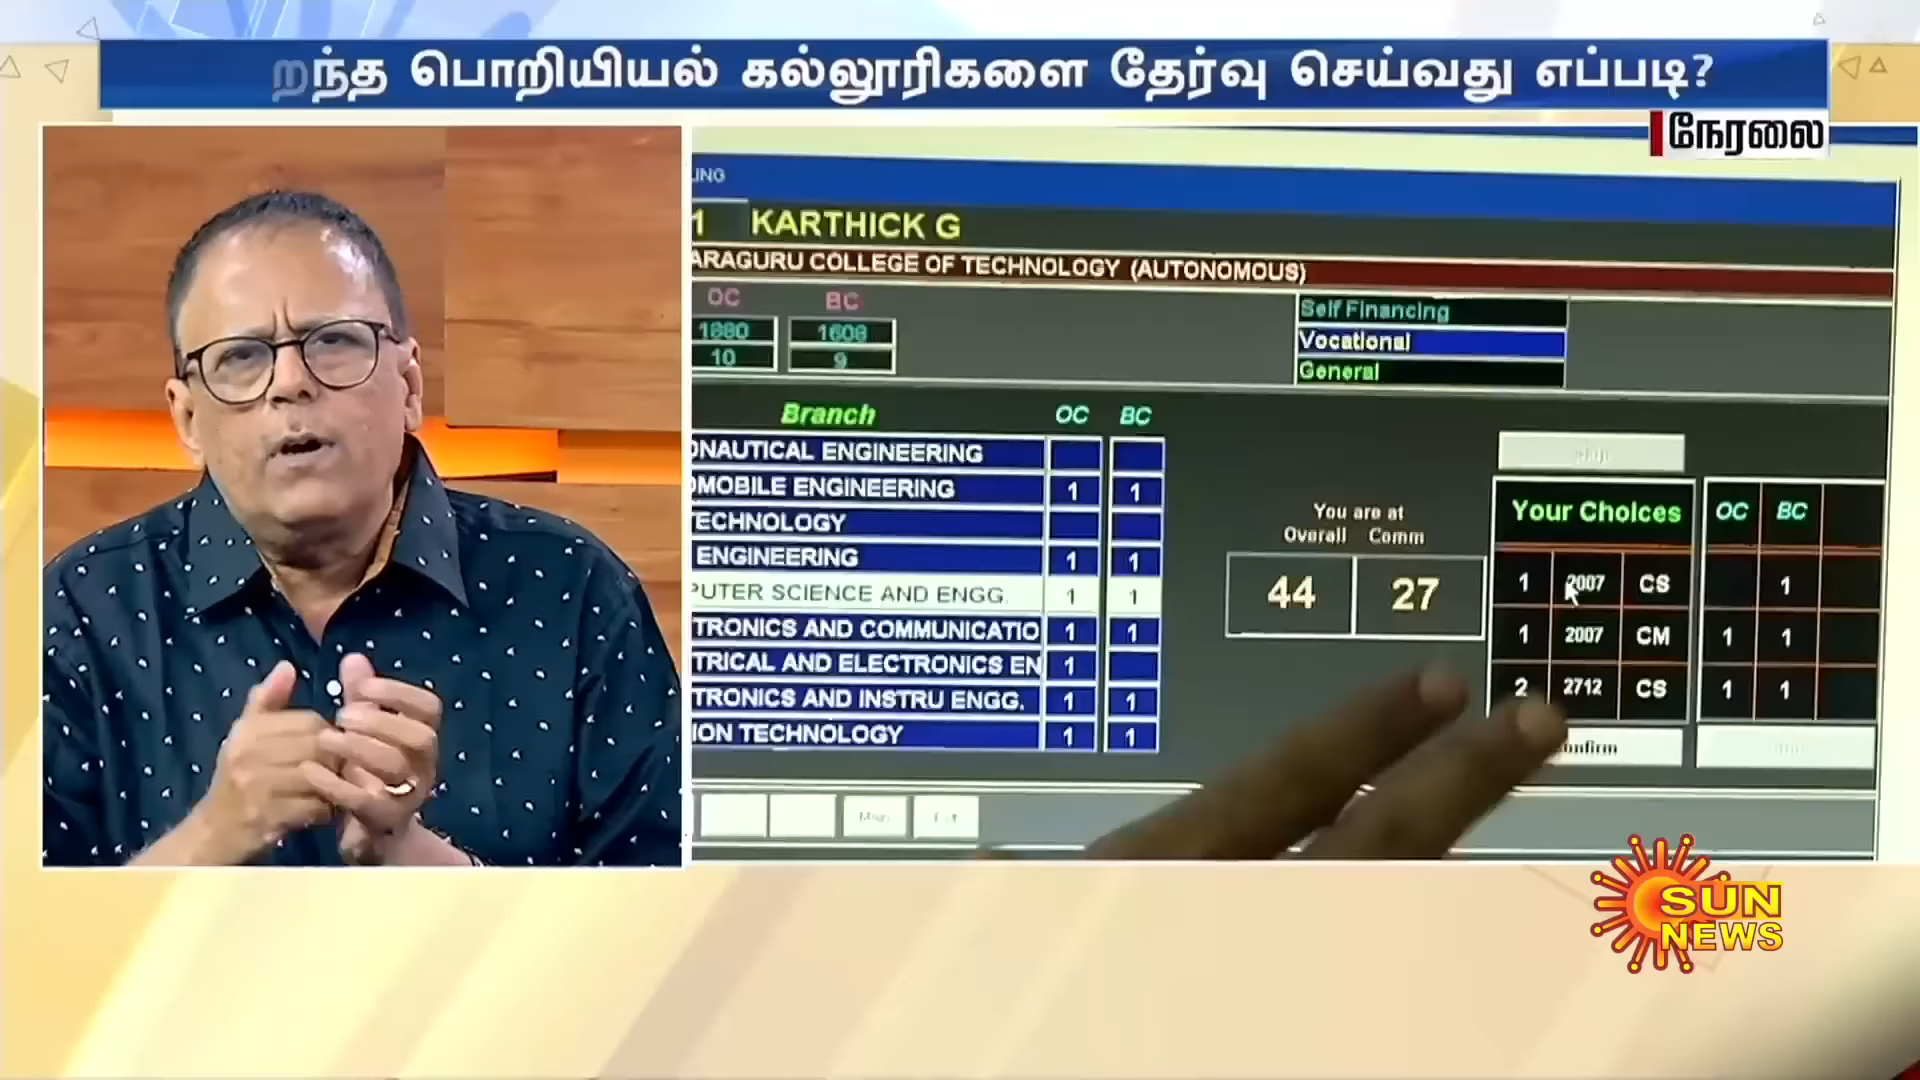 றந்த பொறியியல் கல்லூரிகளை தேர்வு செய்வது எப்படி?
நேரலை
LING
1 KARTHICK G
ARAGURU COLLEGE OF TECHNOLOGY (AUTONOMOUS)
OC BC
1880 1608
10 9
Self Financing
Vocational
General
Branch OC BC
ONAUTICAL ENGINEERING
OMOBILE ENGINEERING 1 1
TECHNOLOGY
ENGINEERING 1 1
PUTER SCIENCE AND ENGG. 1 1
TRONICS AND COMMUNICATIO 1 1
TRICAL AND ELECTRONICS EN 1
TRONICS AND INSTRU ENGG. 1 1
ION TECHNOLOGY 1 1
You are at
Overall Comm
44 27
Your Choices OC BC
1 2007 CS 1
1 2007 CM 1 1
2 2712 CS 1 1
onfirm
Main Exit
SUN
NEWS